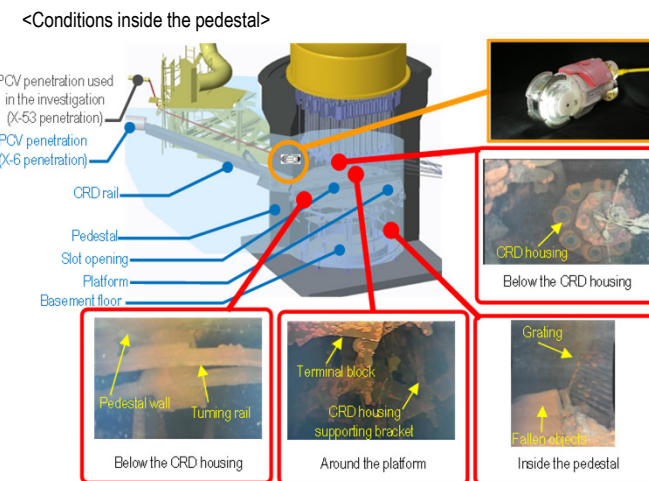 <Conditions inside the pedestal>
PCV penetration used
in the investigation
(X-53 penetration)
PCV penetration
(X-6 penetration)
CRD rail
Pedestal
Slot opening
Platform
Basement floor
CRD housing
Below the CRD housing
Pedestal wall
Turning rail
Below the CRD housing
Terminal block
CRD housing
supporting bracket
Around the platform
Grating
Fallen objects
Inside the pedestal